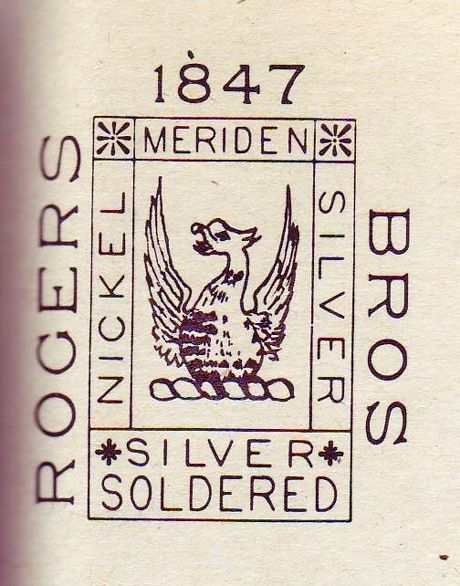 1847
ROGERS
BROS
MERIDEN
NICKEL
SILVER
*SILVER*
SOLDERED